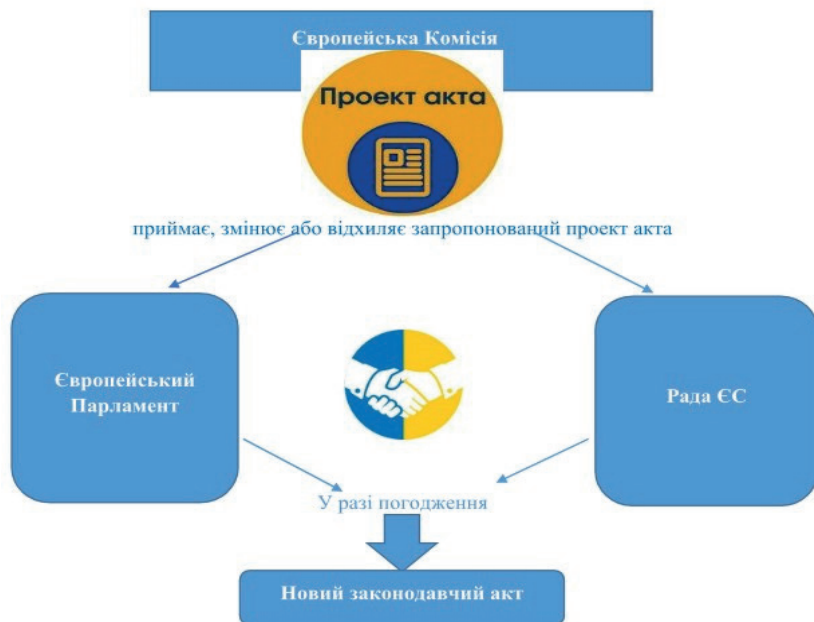 Європейська Комісія
Проект акта
приймає, змінює або відхиляє запропонований проект акта
Європейський
Парламент
Рада ЄС
У разі погодження
Новий законодавчий акт